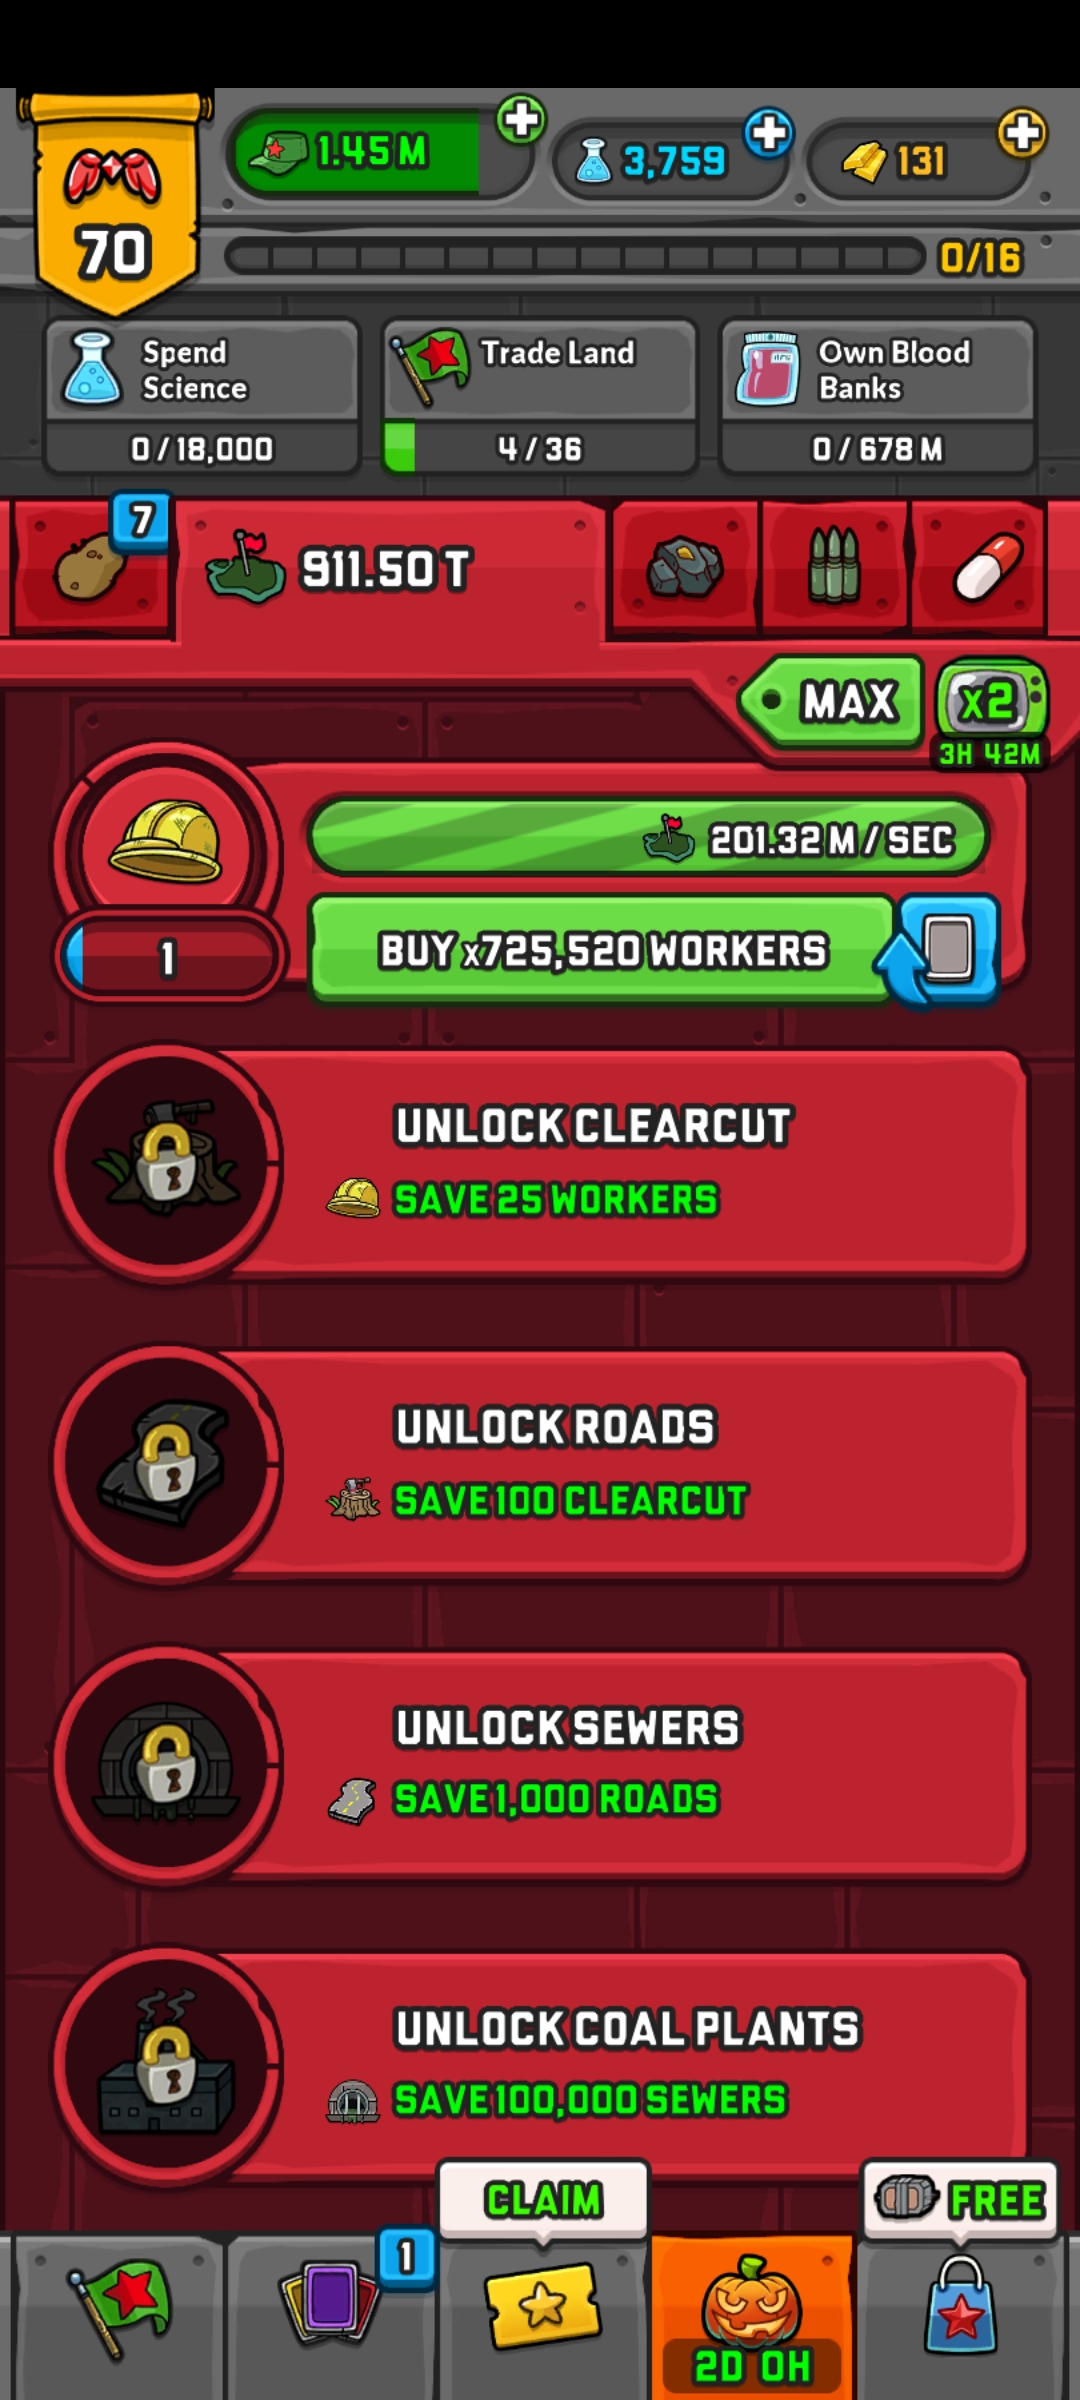 1.45 M
3,759
131
70
0/16
Spend
Science
0 / 18,000
Trade Land
4 / 36
Own Blood
Banks
0 / 678 M
7
911.50 T
MAX
x2
3H 42M
201.32 M / SEC
1
BUY x725,520 WORKERS
UNLOCK CLEARCUT
SAVE 25 WORKERS
UNLOCK ROADS
SAVE 100 CLEARCUT
UNLOCK SEWERS
SAVE 1,000 ROADS
UNLOCK COAL PLANTS
SAVE 100,000 SEWERS
CLAIM
FREE
1
2D 0H